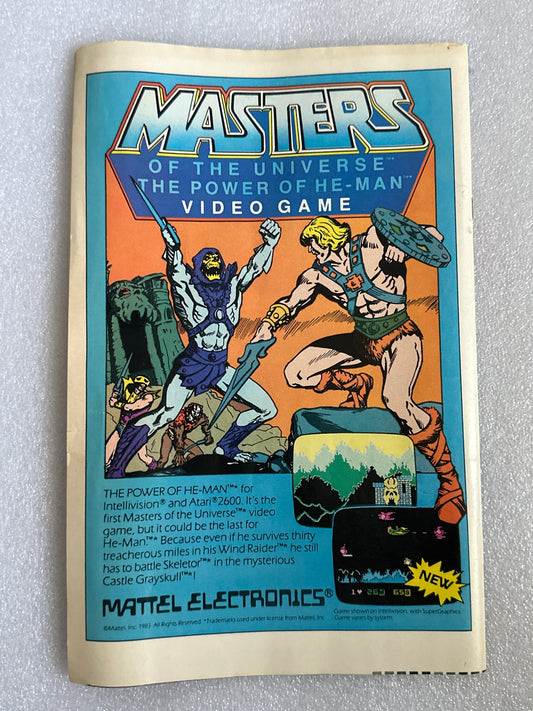 MASTERS
OF THE UNIVERSE™
THE POWER OF HE-MAN™
VIDEO GAME
THE POWER OF HE-MAN™* for
Intellivision® and Atari® 2600. It's the
first Masters of the Universe™* video
game, but it could be the last for
He-Man.™* Because even if he survives thirty
treacherous miles in his Wind Raider™* he still
has to battle Skeletor™* in the mysterious
Castle Grayskull™*!
NEW
MATTEL ELECTRONICS®
©Mattel, Inc. 1983. All Rights Reserved. *Trademarks used under license from Mattel, Inc.
Game shown on Intellivision, with SuperGraphics.
Game varies by system.